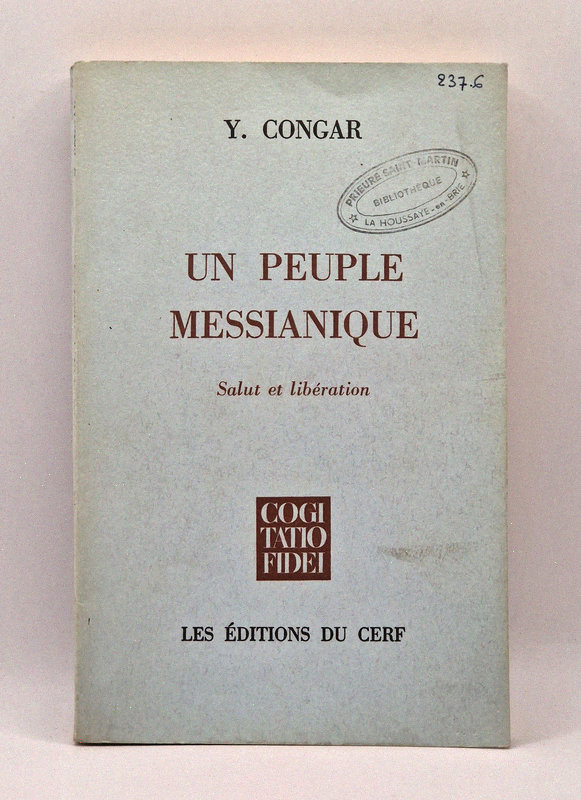 237.6
Y. CONGAR
PRIEURÉ SAINT-MARTIN
BIBLIOTHÈQUE
LA HOUSSAYE-en-BRIE
UN PEUPLE
MESSIANIQUE
Salut et libération
COGI
TATIO
FIDEI
LES ÉDITIONS DU CERF